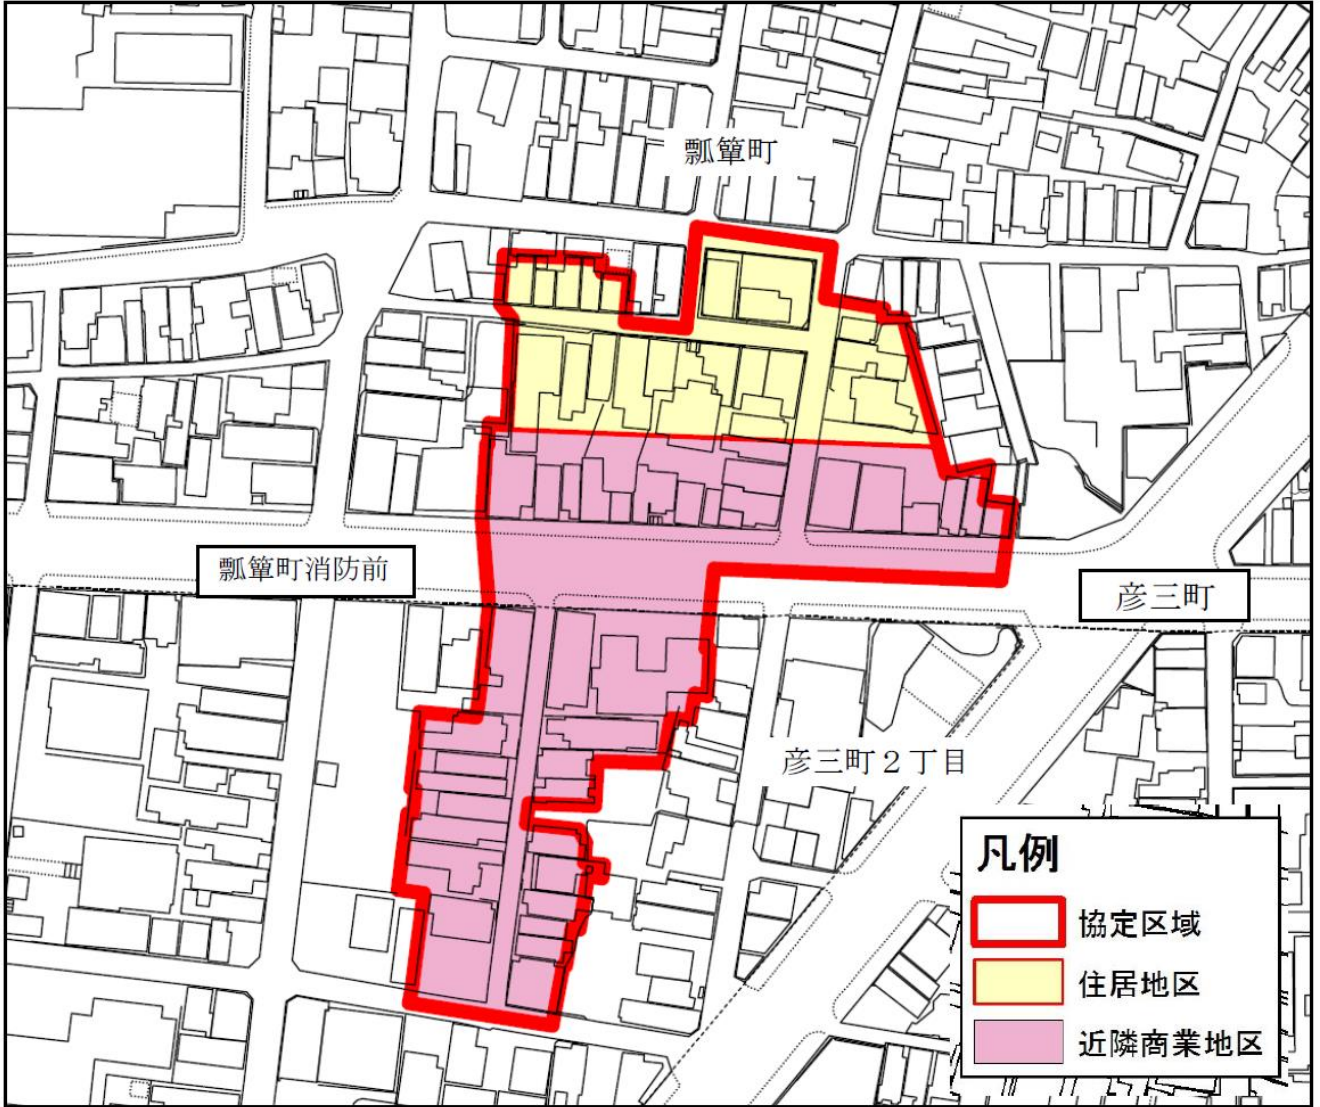 瓢箪町
瓢箪町消防前
彦三町
彦三町２丁目
凡例
協定区域
住居地区
近隣商業地区